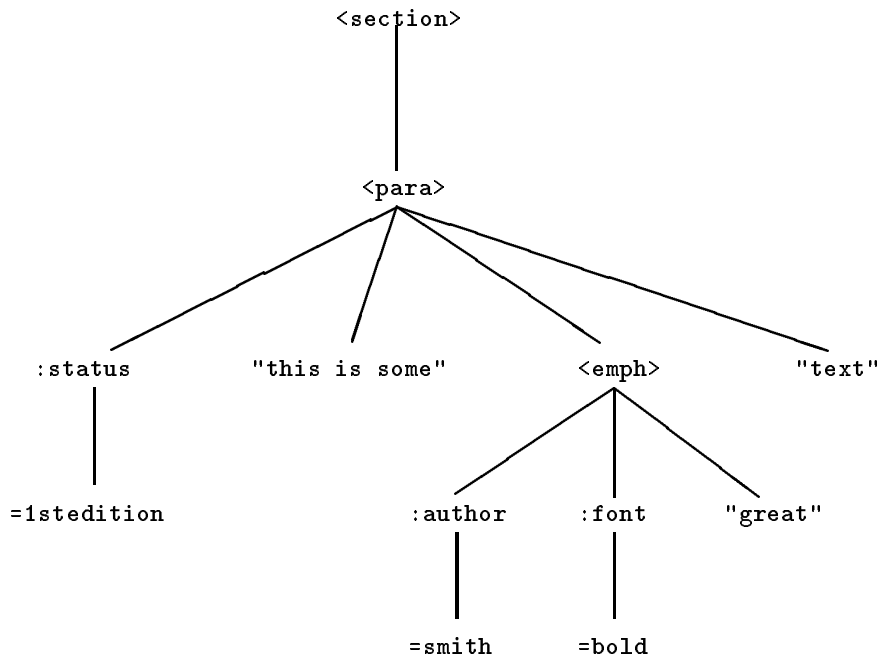 <section>
<para>
:status "this is some" <emph> "text"
=1stedition :author :font "great"
=smith =bold